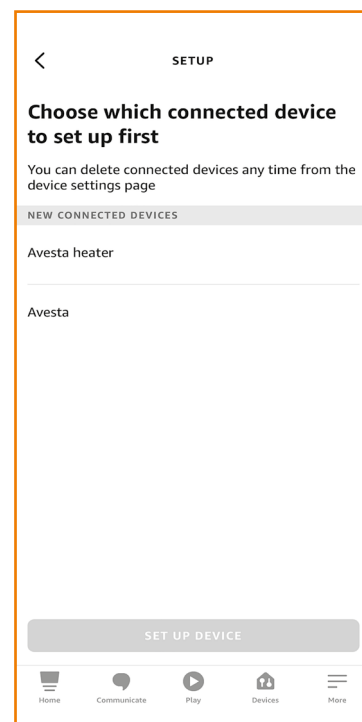 SETUP
Choose which connected device
to set up first
You can delete connected devices any time from the
device settings page
NEW CONNECTED DEVICES
Avesta heater
Avesta
SET UP DEVICE
Home Communicate Play Devices More